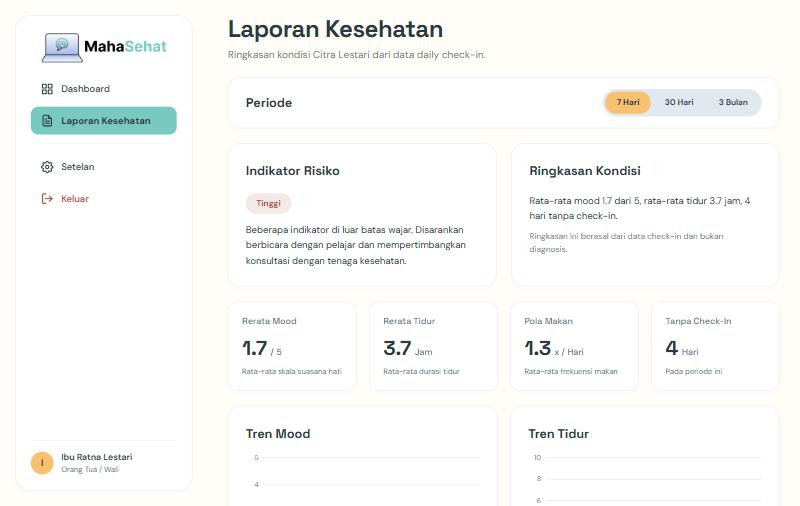 MahaSehat
Dashboard
Laporan Kesehatan
Setelan
Keluar
Ibu Ratna Lestari
I
Orang Tua / Wali
Laporan Kesehatan
Ringkasan kondisi Citra Lestari dari data daily check-in.
Periode
7 Hari
30 Hari
3 Bulan
Indikator Risiko
Tinggi
Beberapa indikator di luar batas wajar. Disarankan
berbicara dengan pelajar dan mempertimbangkan
konsultasi dengan tenaga kesehatan.
Ringkasan Kondisi
Rata-rata mood 1.7 dari 5, rata-rata tidur 3.7 jam, 4
hari tanpa check-in.
Ringkasan ini berasal dari data check-in dan bukan
diagnosis.
Rerata Mood
1.7 / 5
Rata-rata skala suasana hati
Rerata Tidur
3.7 Jam
Rata-rata durasi tidur
Pola Makan
1.3 x / Hari
Rata-rata frekuensi makan
Tanpa Check-In
4 Hari
Pada periode ini
Tren Mood
5
4
Tren Tidur
10
8
6